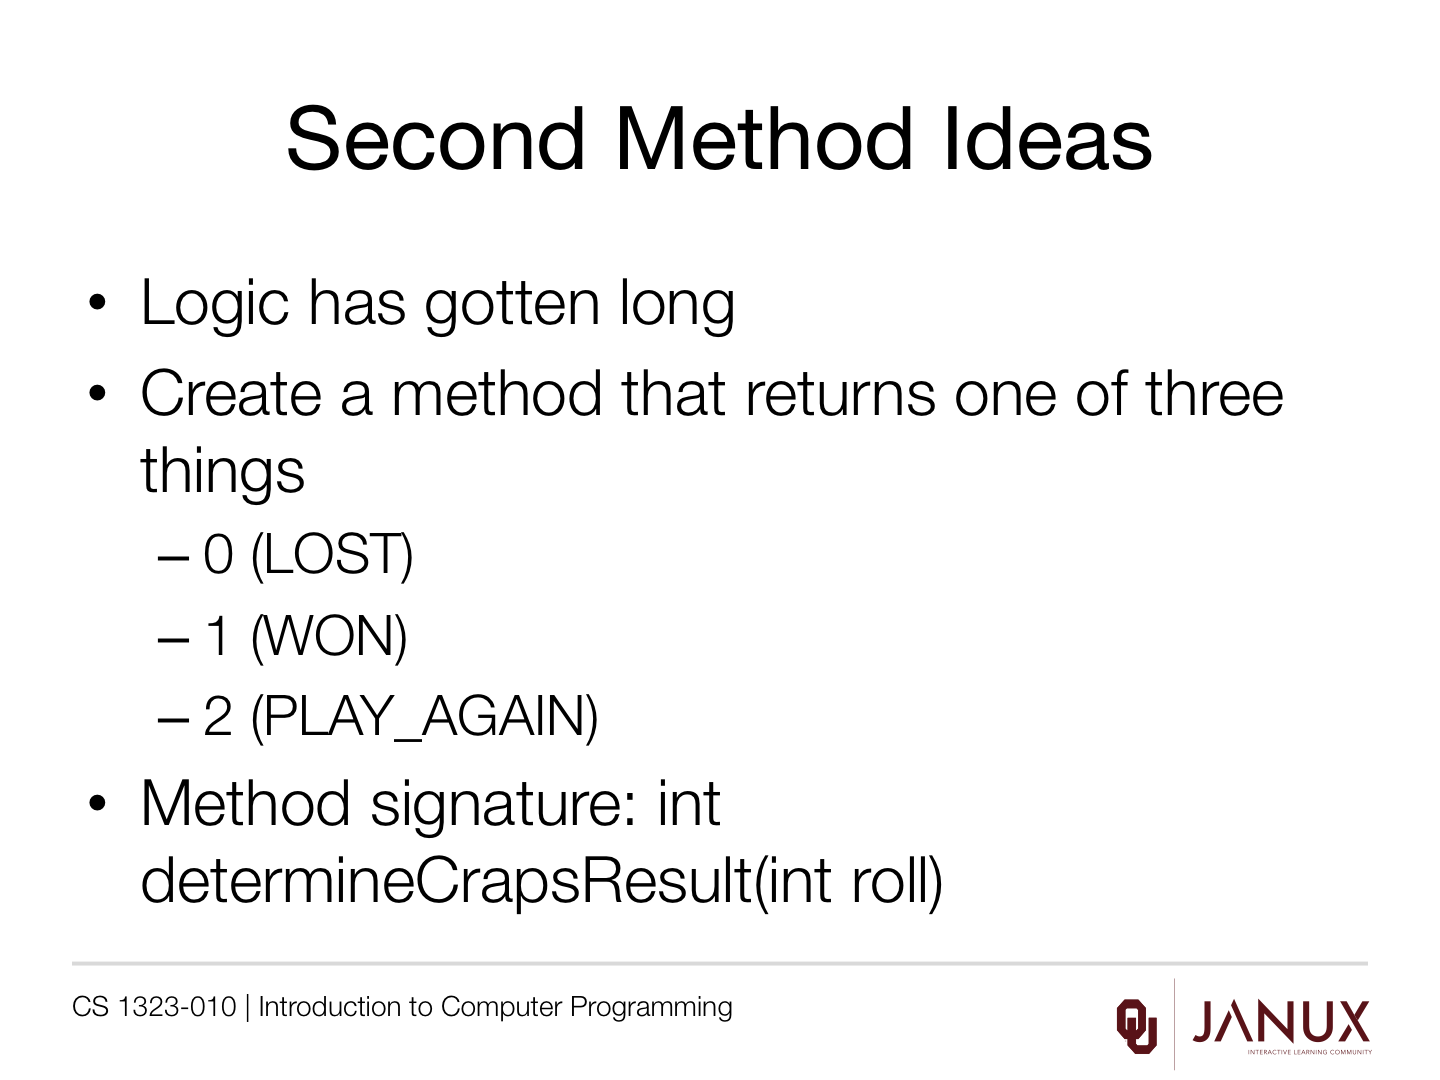 Second Method Ideas
• Logic has gotten long
• Create a method that returns one of three
things
– 0 (LOST)
– 1 (WON)
– 2 (PLAY_AGAIN)
• Method signature: int
determineCrapsResult(int roll)
CS 1323-010 | Introduction to Computer Programming
OU
JANUX
INTERACTIVE LEARNING COMMUNITY